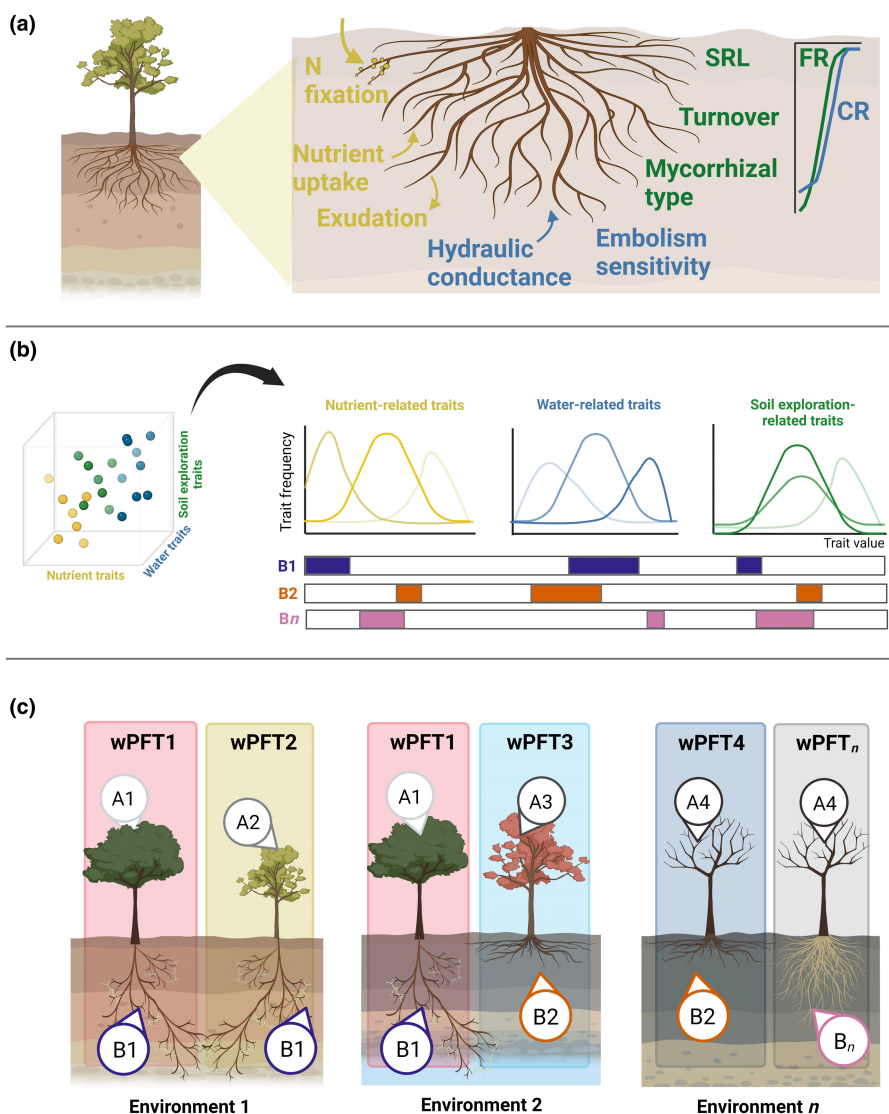 (a)
N
fixation
Nutrient
uptake
Exudation
Hydraulic
conductance
Embolism
sensitivity
SRL
Turnover
Mycorrhizal
type
FR
CR
(b)
Nutrient traits
Water traits
Soil exploration
traits
Nutrient-related traits
Water-related traits
Soil exploration-
related traits
Trait frequency
Trait value
B1
B2
Bn
(c)
wPFT1
wPFT2
wPFT1
wPFT3
wPFT4
wPFTn
A1
A2
A1
A3
A4
A4
B1
B1
B1
B2
B2
Bn
Environment 1
Environment 2
Environment n